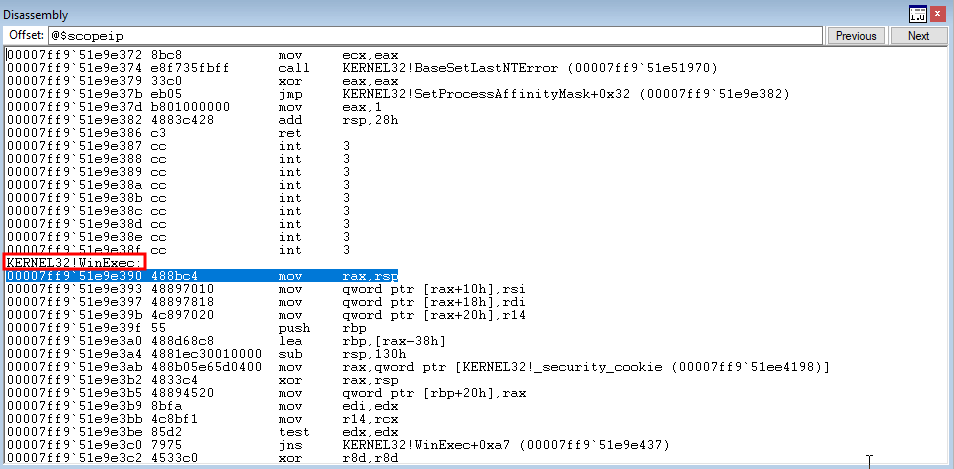 Disassembly
Offset: @$scopeip Previous Next
00007ff9`51e9e372 8bc8 mov ecx,eax
00007ff9`51e9e374 e8f735fbff call KERNEL32!BaseSetLastNTError (00007ff9`51e51970)
00007ff9`51e9e379 33c0 xor eax,eax
00007ff9`51e9e37b eb05 jmp KERNEL32!SetProcessAffinityMask+0x32 (00007ff9`51e9e382)
00007ff9`51e9e37d b801000000 mov eax,1
00007ff9`51e9e382 4883c428 add rsp,28h
00007ff9`51e9e386 c3 ret
00007ff9`51e9e387 cc int 3
00007ff9`51e9e388 cc int 3
00007ff9`51e9e389 cc int 3
00007ff9`51e9e38a cc int 3
00007ff9`51e9e38b cc int 3
00007ff9`51e9e38c cc int 3
00007ff9`51e9e38d cc int 3
00007ff9`51e9e38e cc int 3
00007ff9`51e9e38f cc int 3
KERNEL32!WinExec:
00007ff9`51e9e390 488bc4 mov rax,rsp
00007ff9`51e9e393 48897010 mov qword ptr [rax+10h],rsi
00007ff9`51e9e397 48897818 mov qword ptr [rax+18h],rdi
00007ff9`51e9e39b 4c897020 mov qword ptr [rax+20h],r14
00007ff9`51e9e39f 55 push rbp
00007ff9`51e9e3a0 488d68c8 lea rbp,[rax-38h]
00007ff9`51e9e3a4 4881ec30010000 sub rsp,130h
00007ff9`51e9e3ab 488b05e65d0400 mov rax,qword ptr [KERNEL32!_security_cookie (00007ff9`51ee4198)]
00007ff9`51e9e3b2 4833c4 xor rax,rsp
00007ff9`51e9e3b5 48894520 mov qword ptr [rbp+20h],rax
00007ff9`51e9e3b9 8bfa mov edi,edx
00007ff9`51e9e3bb 4c8bf1 mov r14,rcx
00007ff9`51e9e3be 85d2 test edx,edx
00007ff9`51e9e3c0 7975 jns KERNEL32!WinExec+0xa7 (00007ff9`51e9e437)
00007ff9`51e9e3c2 4533c0 xor r8d,r8d